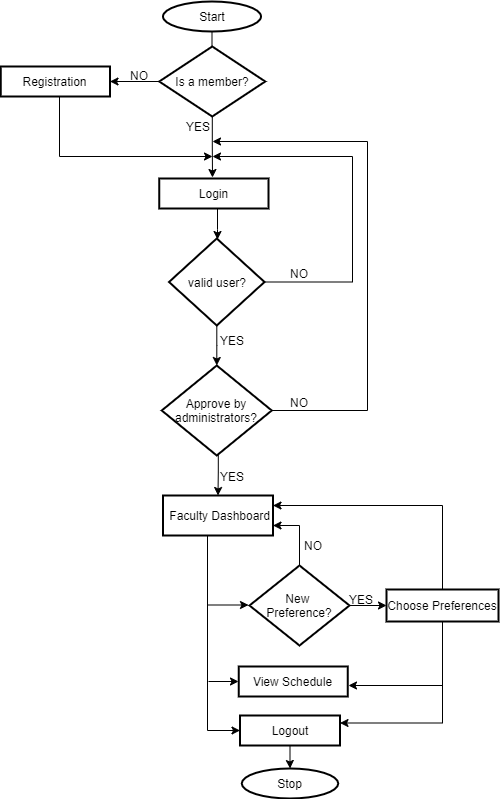 Start
Is a member?
NO
Registration
YES
Login
valid user?
NO
YES
Approve by
administrators?
NO
YES
Faculty Dashboard
NO
New
Preference?
YES
Choose Preferences
View Schedule
Logout
Stop